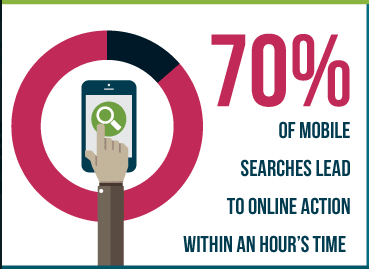 70%
OF MOBILE
SEARCHES LEAD
TO ONLINE ACTION
WITHIN AN HOUR'S TIME